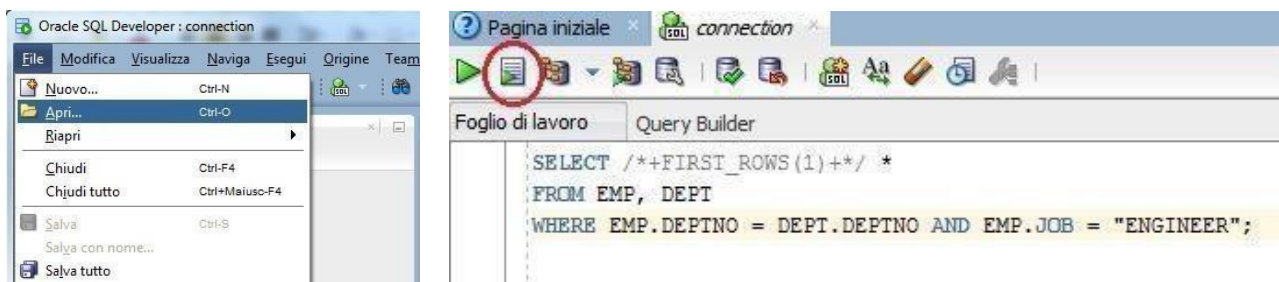 Oracle SQL Developer : connection
File Modifica Visualizza Naviga Esegui Origine Team
Nuovo... Ctrl-N
Apri... Ctrl-O
Riapri
Chiudi Ctrl-F4
Chiudi tutto Ctrl+Maiusc-F4
Salva Ctrl-S
Salva con nome...
Salva tutto
Pagina iniziale connection
Foglio di lavoro Query Builder
SELECT /*+FIRST_ROWS(1)+*/ *
FROM EMP, DEPT
WHERE EMP.DEPTNO = DEPT.DEPTNO AND EMP.JOB = "ENGINEER";